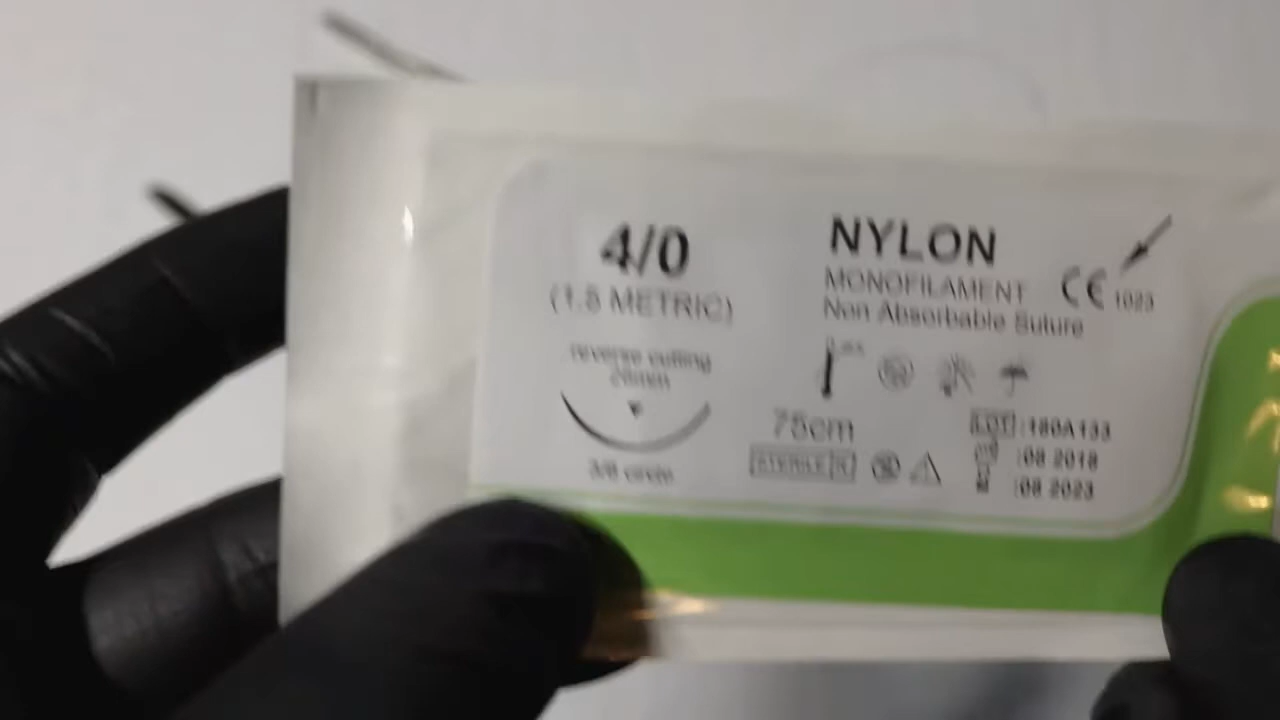 4/0
(1.5 METRIC)
reverse cutting
26mm
3/8 circle
NYLON
MONOFILAMENT
Non Absorbable Suture
CE 1023
75cm
STERILE R
LOT :180A133
:08 2018
:08 2023